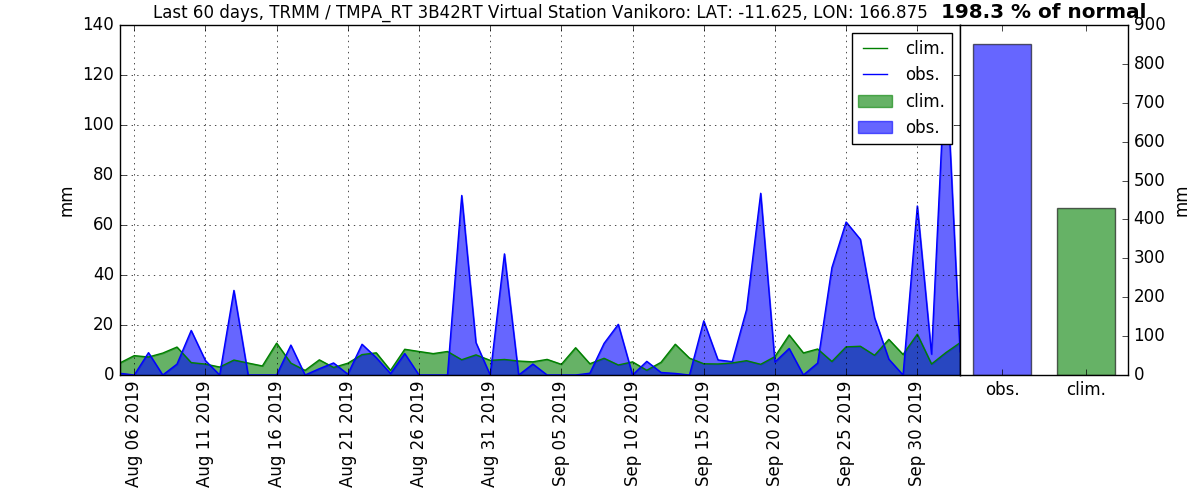 Last 60 days, TRMM / TMPA_RT 3B42RT Virtual Station Vanikoro: LAT: -11.625, LON: 166.875 198.3 % of normal
140
120
100
80
60
40
20
0
mm
clim.
obs.
clim.
obs.
900
800
700
600
500
400
300
200
100
0
mm
Aug 06 2019
Aug 11 2019
Aug 16 2019
Aug 21 2019
Aug 26 2019
Aug 31 2019
Sep 05 2019
Sep 10 2019
Sep 15 2019
Sep 20 2019
Sep 25 2019
Sep 30 2019
obs.
clim.